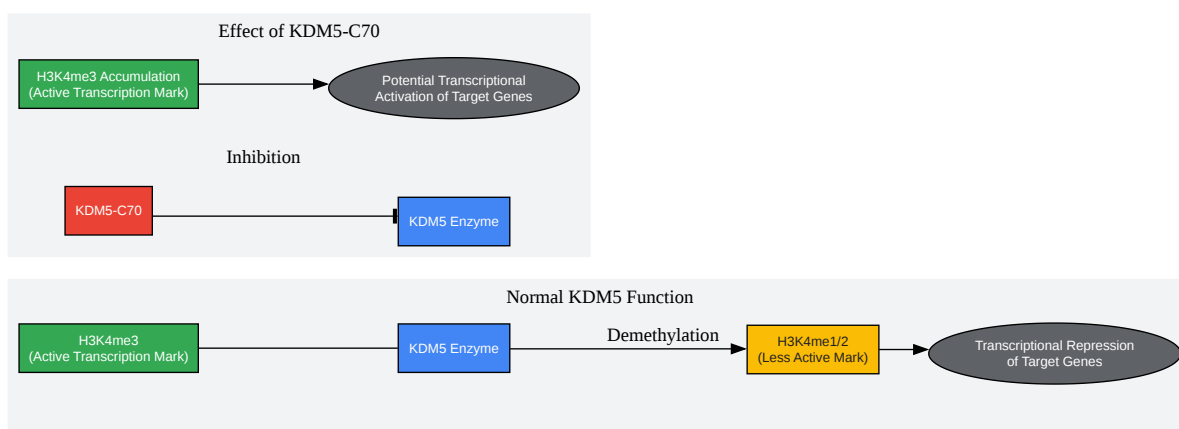 Effect of KDM5-C70
H3K4me3 Accumulation
(Active Transcription Mark)
Potential Transcriptional
Activation of Target Genes
Inhibition
KDM5-C70
KDM5 Enzyme
Normal KDM5 Function
H3K4me3
(Active Transcription Mark)
KDM5 Enzyme
Demethylation
H3K4me1/2
(Less Active Mark)
Transcriptional Repression
of Target Genes